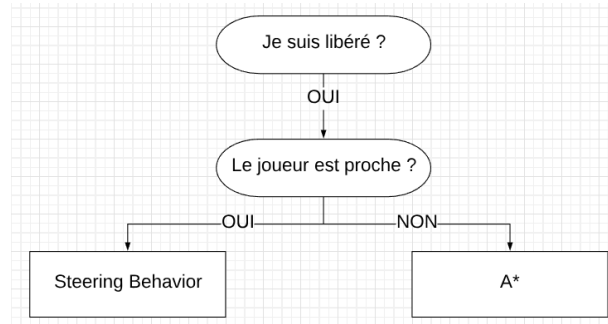 Je suis libéré ?
OUI
Le joueur est proche ?
OUI
NON
Steering Behavior
A*